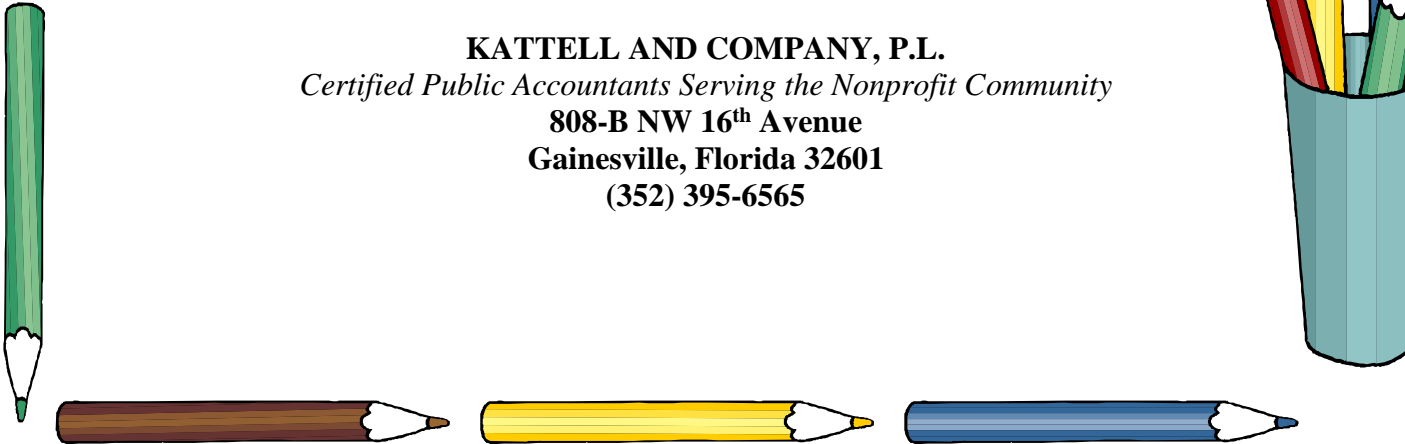 KATTELL AND COMPANY, P.L.
Certified Public Accountants Serving the Nonprofit Community
808-B NW 16th Avenue
Gainesville, Florida 32601
(352) 395-6565